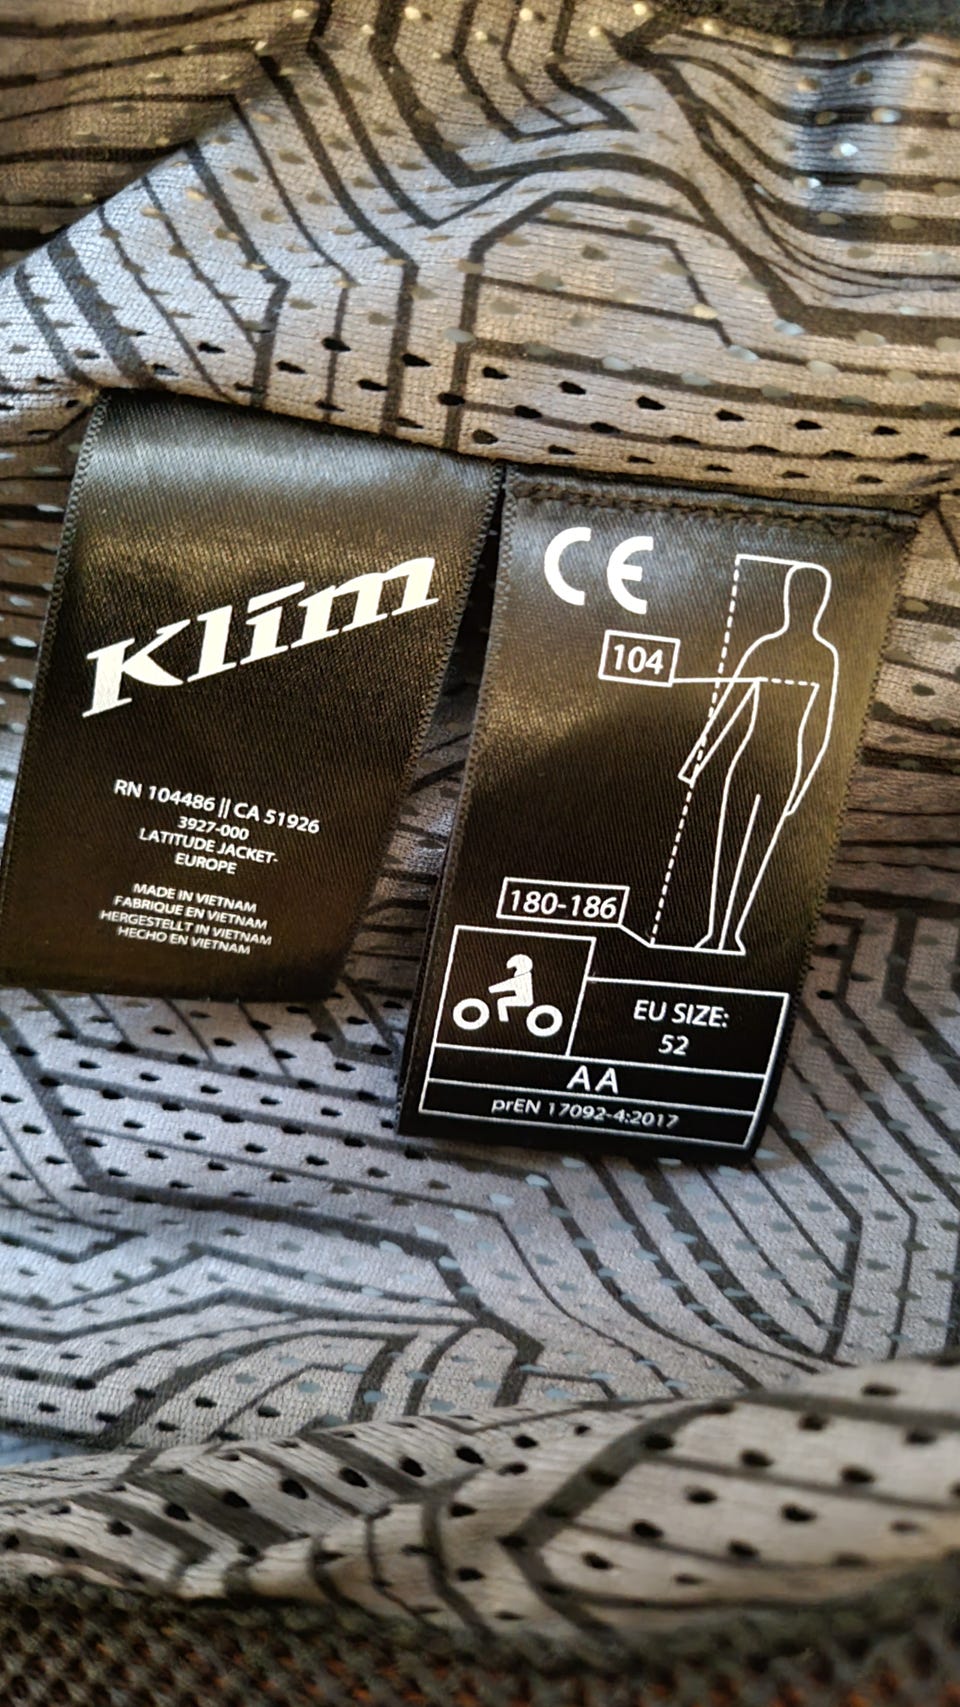 Klim
RN 104486 || CA 51926
3927-000
LATITUDE JACKET-
EUROPE
MADE IN VIETNAM
FABRIQUE EN VIETNAM
HERGESTELLT IN VIETNAM
HECHO EN VIETNAM
CE
104
180-186
EU SIZE:
52
AA
prEN 17092-4:2017